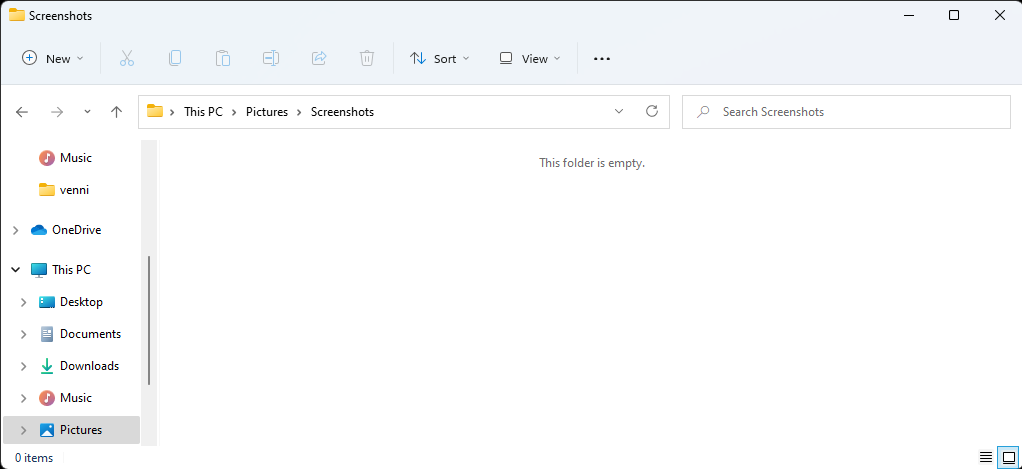 Screenshots
New
Sort
View
This PC
Pictures
Screenshots
Search Screenshots
Music
venni
OneDrive
This PC
Desktop
Documents
Downloads
Music
Pictures
This folder is empty.
0 items